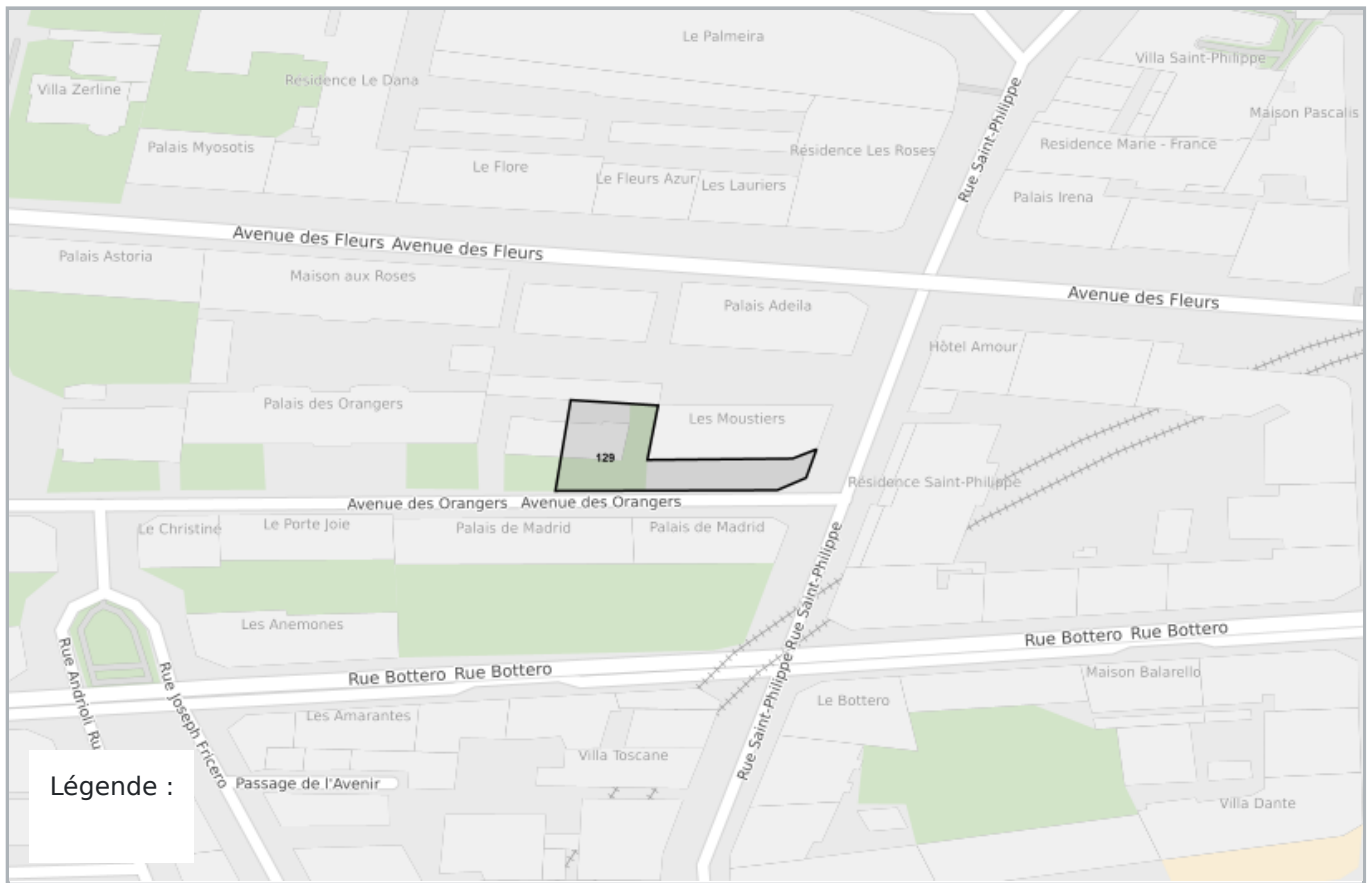 Le Palmeira
Villa Saint-Philippe
Residence Le Dana
Villa Zerline
Rue Saint-Philippe
Maison Pascalis
Palais Myosotis
Résidence Les Roses
Residence Marie - France
Le Flore
Le Fleurs Azur
Les Lauriers
Palais Irena
Avenue des Fleurs Avenue des Fleurs
Palais Astoria
Maison aux Roses
Avenue des Fleurs
Palais Adeila
Hôtel Amour
Palais des Orangers
Les Moustiers
129
Résidence Saint-Philippe
Avenue des Orangers Avenue des Orangers
Le Christine
Le Porte Joie
Palais de Madrid
Palais de Madrid
Rue Saint-Philippe Rue Saint-Philippe
Les Anemones
Rue Bottero Rue Bottero
Rue Bottero Rue Bottero
Rue Andrioli Ru
Rue Joseph Fricero
Maison Balarello
Le Bottero
Les Amarantes
Villa Toscane
Passage de l'Avenir
Légende :
Villa Dante